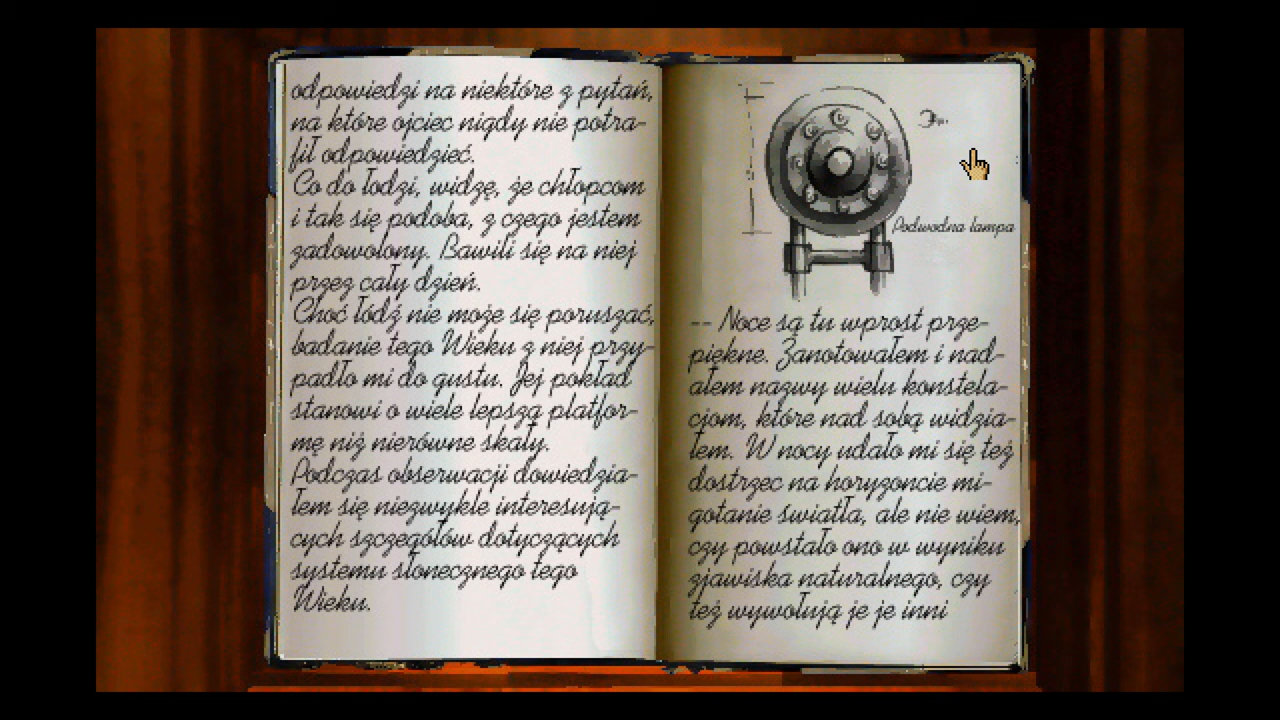 odpowiedzi na niektóre z pytań,
na które ojciec nigdy nie potra-
fił odpowiedzieć.
Co do łodzi, widzę, że chłopcom
i tak się podoba, z czego jestem
zadowolony. Bawili się na niej
przez cały dzień.
Choć łódź nie może się poruszać,
badanie tego Wieku z niej przy-
padło mi do gustu. Jej pokład
stanowi o wiele lepszą platfor-
mę niż nierówne skały.
Podczas obserwacji dowiedzia-
łem się niezwykle interesują-
cych szczegółów dotyczących
systemu słonecznego tego
Wieku.
Podwodna lampa
-- Noce są tu wprost prze-
piękne. Zanotowałem i nad-
ałem nazwy wielu konstela-
cjom, które nad sobą widzia-
łem. W nocy udało mi się też
dostrzec na horyzoncie mi-
gotanie światła, ale nie wiem,
czy powstało ono w wyniku
zjawiska naturalnego, czy
też wywołują je je inni